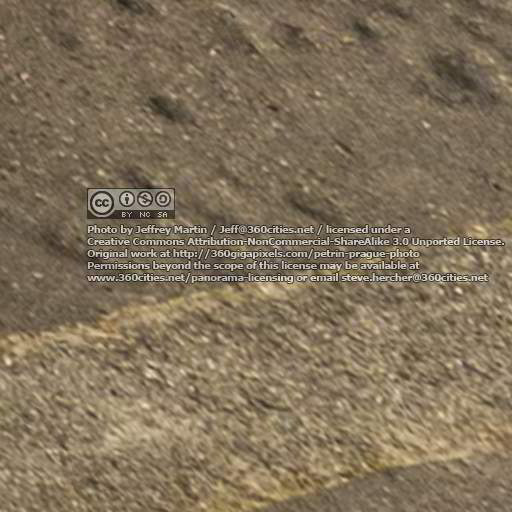 cc
BY NC SA
Photo by Jeffrey Martin / Jeff@360cities.net / licensed under a
Creative Commons Attribution-NonCommercial-ShareAlike 3.0 Unported License.
Original work at http://360gigapixels.com/petrin-prague-photo
Permissions beyond the scope of this license may be available at
www.360cities.net/panorama-licensing or email steve.hercher@360cities.net